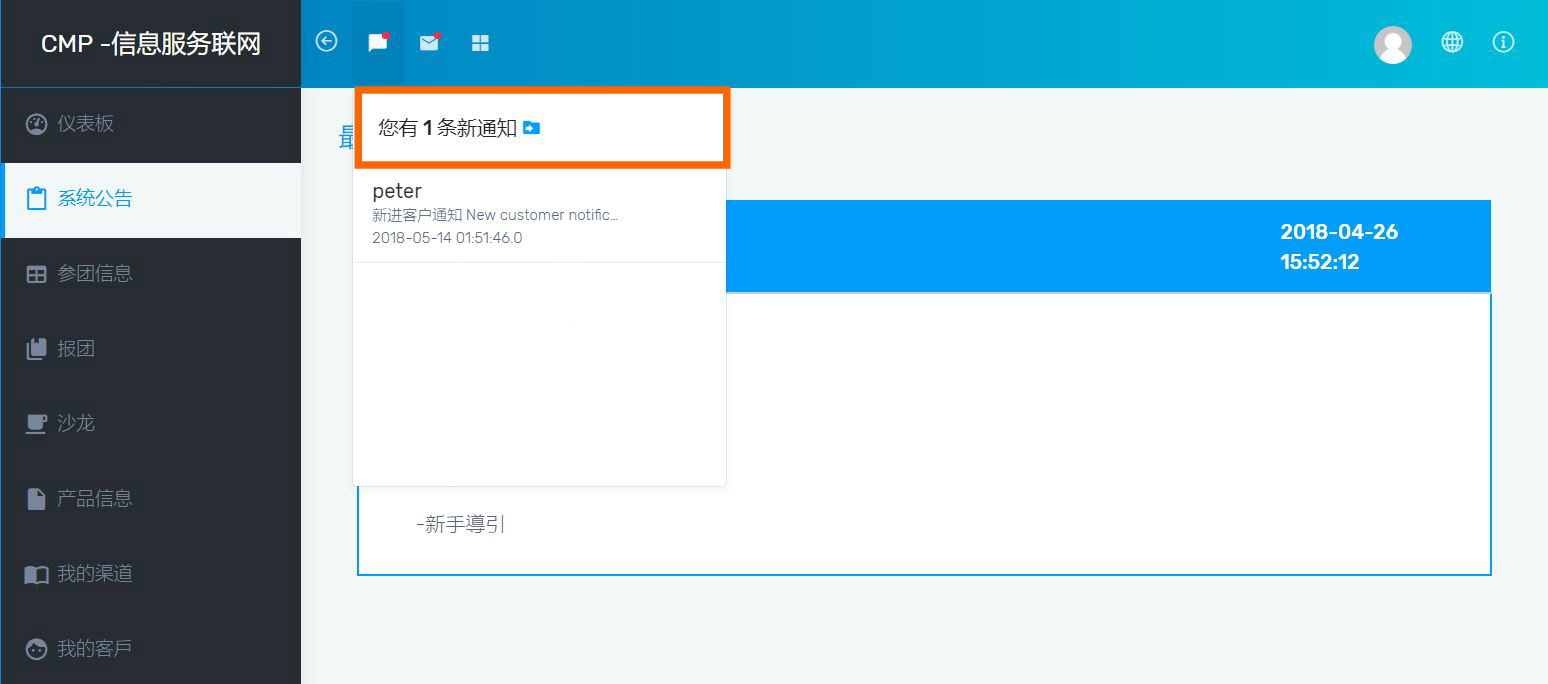 CMP -信息服务联网
仪表板
系统公告
参团信息
报团
沙龙
产品信息
我的渠道
我的客戶
您有 1 条新通知
peter
新进客户通知 New customer notific...
2018-05-14 01:51:46.0
2018-04-26
15:52:12
-新手導引